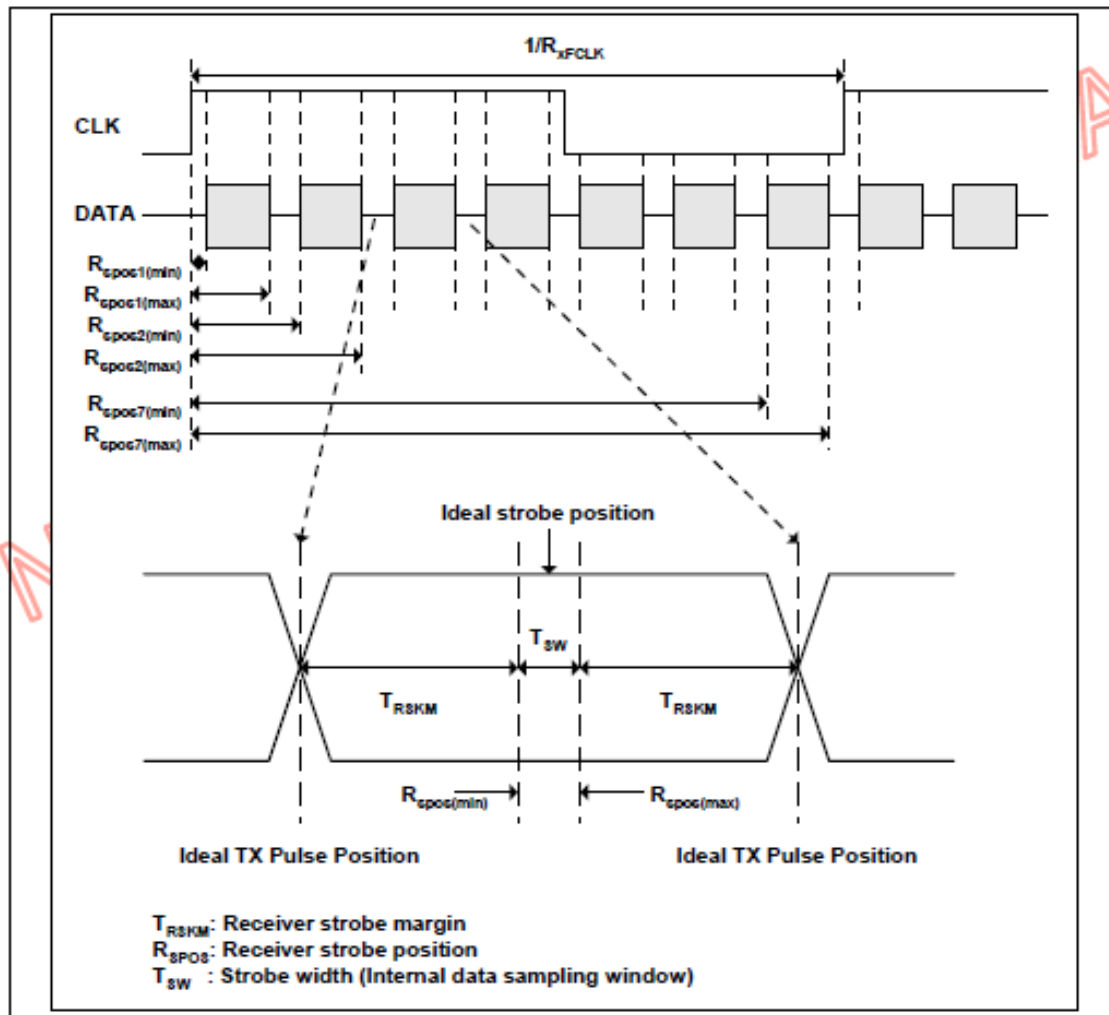 1/RxFCLK
CLK
DATA
Rspos1(min)
Rspos1(max)
Rspos2(min)
Rspos2(max)
Rspos7(min)
Rspos7(max)
Ideal strobe position
TSW
TRSKM TRSKM
Rspos(min) Rspos(max)
Ideal TX Pulse Position Ideal TX Pulse Position
TRSKM: Receiver strobe margin
RSPOS: Receiver strobe position
TSW : Strobe width (Internal data sampling window)